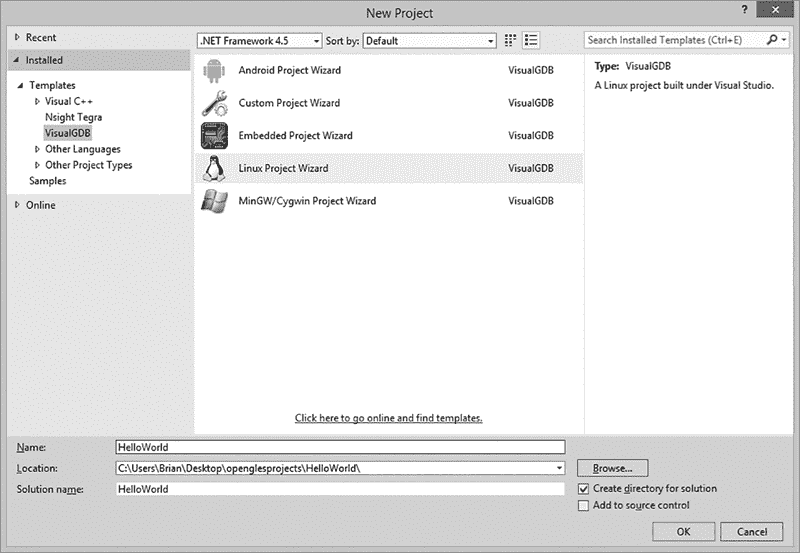 New Project
?
Recent
.NET Framework 4.5
Sort by: Default
Search Installed Templates (Ctrl+E)
Installed
Templates
Visual C++
Nsight Tegra
VisualGDB
Other Languages
Other Project Types
Samples
Online
Android Project Wizard VisualGDB
Custom Project Wizard VisualGDB
Embedded Project Wizard VisualGDB
Linux Project Wizard VisualGDB
MinGW/Cygwin Project Wizard VisualGDB
Type: VisualGDB
A Linux project built under Visual Studio.
Click here to go online and find templates.
Name: HelloWorld
Location: C:\Users\Brian\Desktop\openglesprojects\HelloWorld\
Browse...
Solution name: HelloWorld
Create directory for solution
Add to source control
OK
Cancel